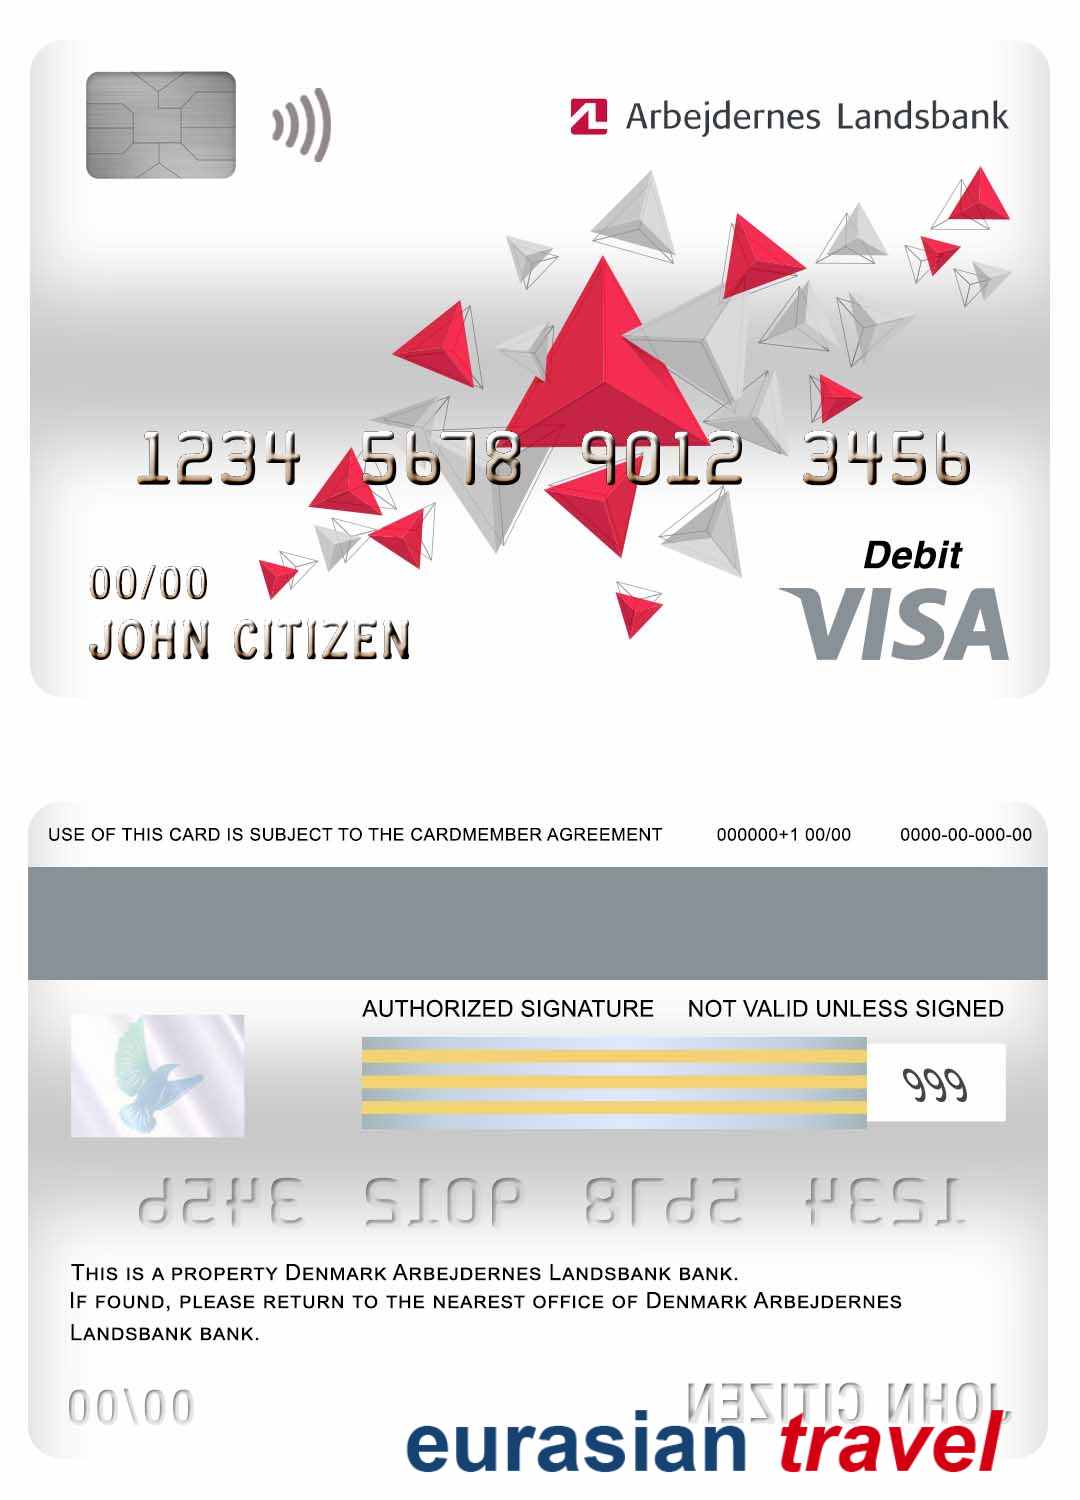 Arbejdernes Landsbank
1234 5678 9012 3456
Debit
00/00
VISA
JOHN CITIZEN
USE OF THIS CARD IS SUBJECT TO THE CARDMEMBER AGREEMENT 000000+1 00/00 0000-00-000-00
AUTHORIZED SIGNATURE NOT VALID UNLESS SIGNED
999
1234 5678 9012 3456
THIS IS A PROPERTY DENMARK ARBEJDERNES LANDSBANK BANK.
IF FOUND, PLEASE RETURN TO THE NEAREST OFFICE OF DENMARK ARBEJDERNES
LANDSBANK BANK.
00/00 JOHN CITIZEN
eurasian travel